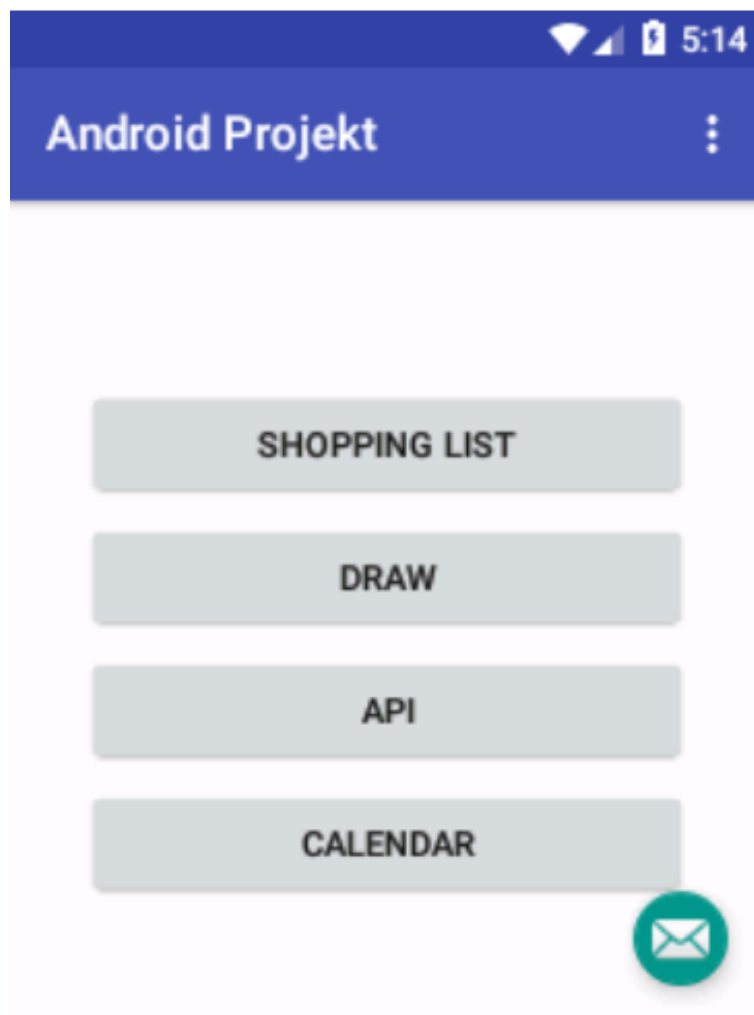 5:14
Android Projekt
SHOPPING LIST
DRAW
API
CALENDAR